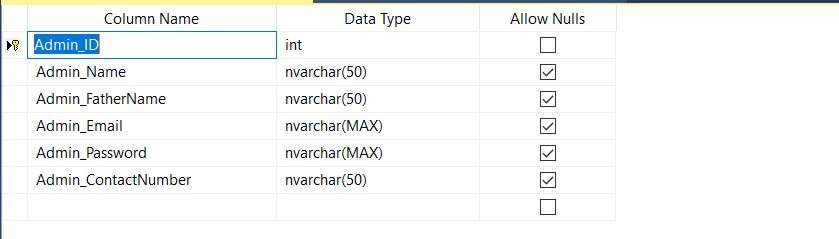 Column Name Data Type Allow Nulls
Admin_ID int
Admin_Name nvarchar(50)
Admin_FatherName nvarchar(50)
Admin_Email nvarchar(MAX)
Admin_Password nvarchar(MAX)
Admin_ContactNumber nvarchar(50)